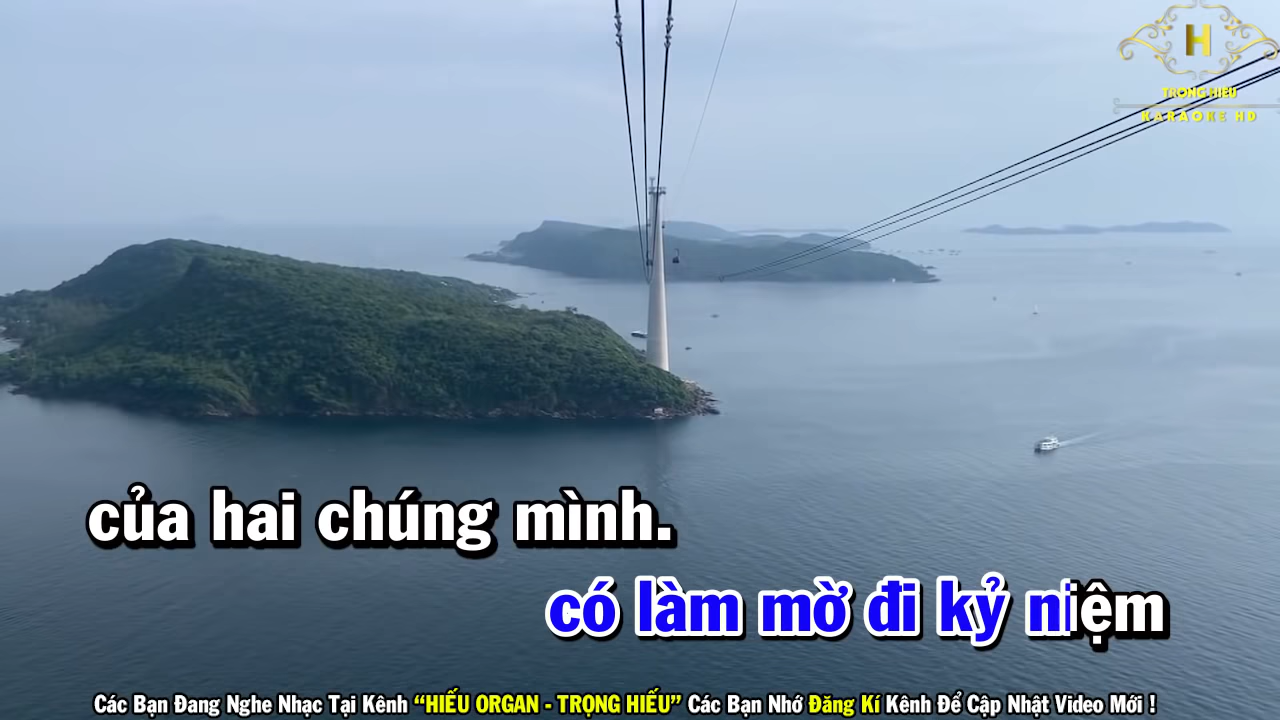 H
TRỌNG HIẾU
KARAOKE HD
của hai chúng mình.
có làm mờ đi kỷ niệm
Các Bạn Đang Nghe Nhạc Tại Kênh “HIẾU ORGAN - TRỌNG HIẾU” Các Bạn Nhớ Đăng Kí Kênh Để Cập Nhật Video Mới !